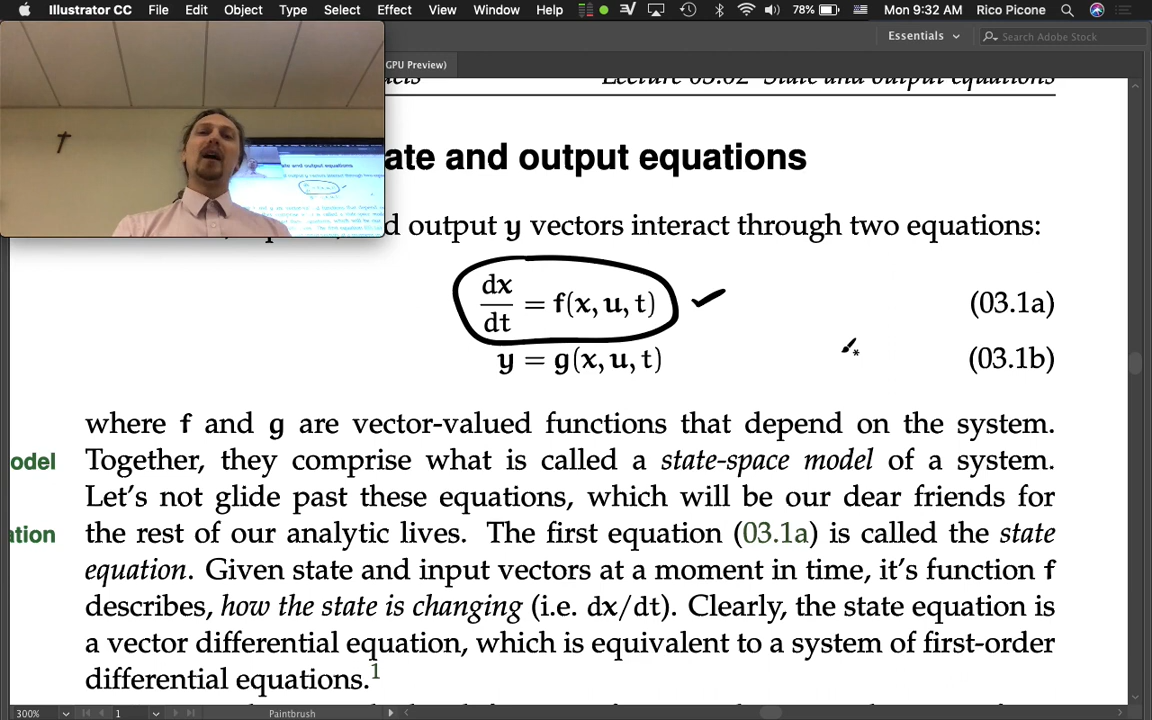 Illustrator CC File Edit Object Type Select Effect View Window Help 78% Mon 9:32 AM Rico Picone
Essentials Search Adobe Stock
GPU Preview)
Lecture 03.02 State and output equations
ate and output equations
d output y vectors interact through two equations:
dx/dt = f(x, u, t) (03.1a)
y = g(x, u, t) (03.1b)
where f and g are vector-valued functions that depend on the system.
odel Together, they comprise what is called a state-space model of a system.
Let's not glide past these equations, which will be our dear friends for
ation the rest of our analytic lives. The first equation (03.1a) is called the state
equation. Given state and input vectors at a moment in time, it's function f
describes, how the state is changing (i.e. dx/dt). Clearly, the state equation is
a vector differential equation, which is equivalent to a system of first-order
differential equations.1
300% 1 Paintbrush